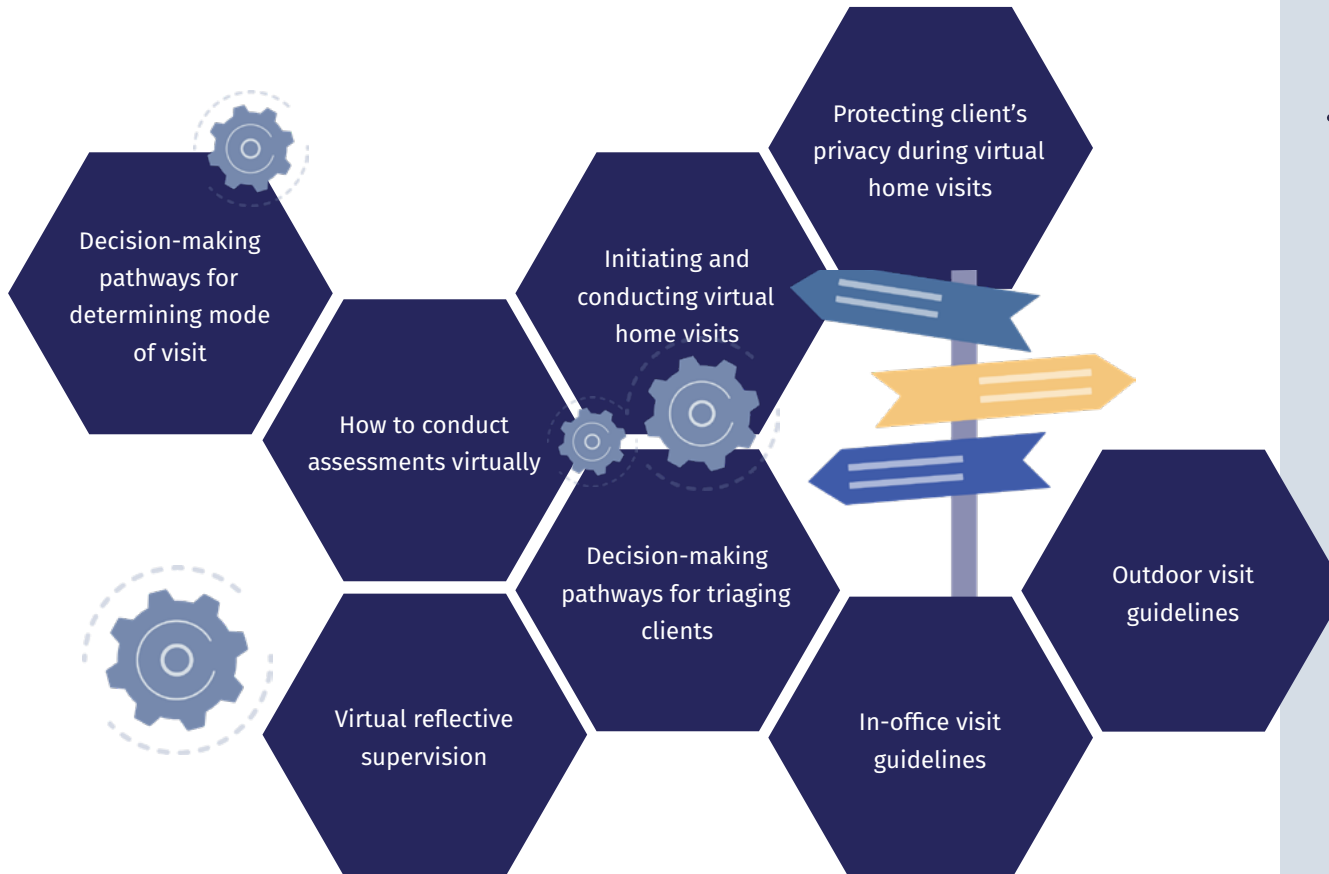 Protecting client’s
privacy during virtual
home visits
Decision-making
pathways for
determining mode
of visit
Initiating and
conducting virtual
home visits
How to conduct
assessments virtually
Decision-making
pathways for triaging
clients
Outdoor visit
guidelines
Virtual reflective
supervision
In-office visit
guidelines